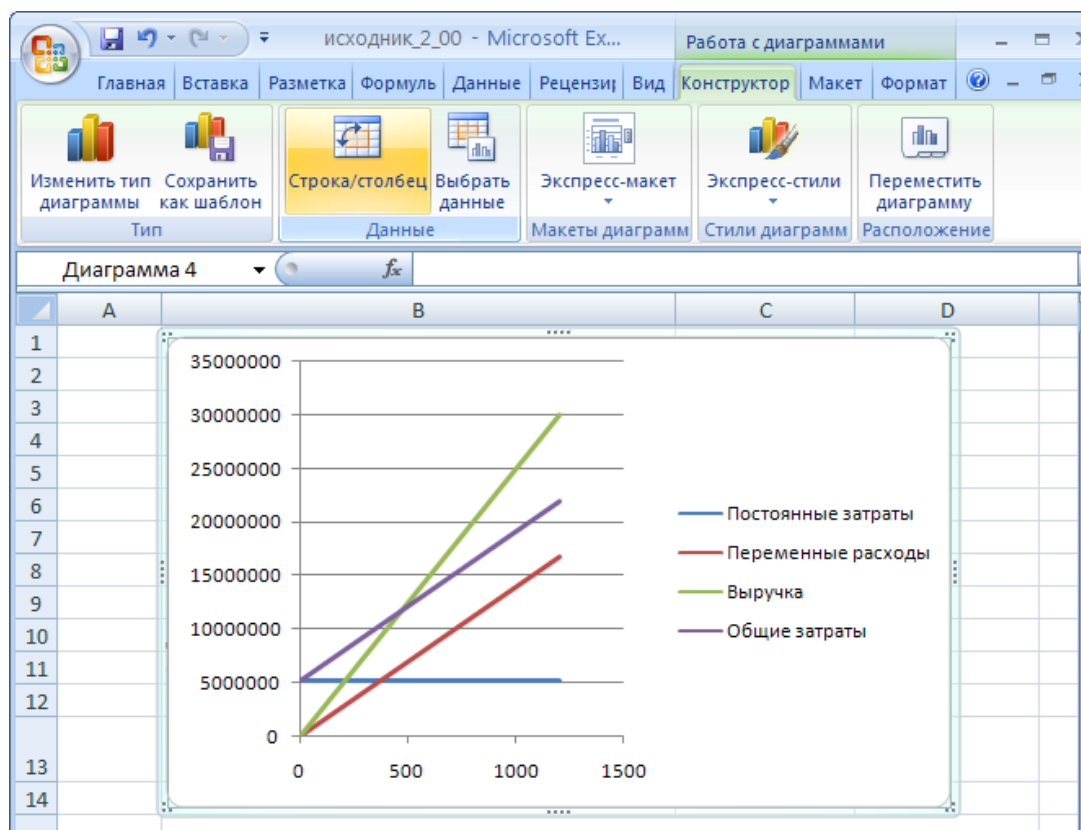 исходник_2_00 - Microsoft Ex...
Работа с диаграммами
Главная Вставка Разметка Формуль Данные Рецензиј Вид Конструктор Макет Формат
Изменить тип диаграммы
Сохранить как шаблон
Строка/столбец
Выбрать данные
Экспресс-макет
Экспресс-стили
Переместить диаграмму
Тип
Данные
Макеты диаграмм
Стили диаграмм
Расположение
Диаграмма 4
fx
A B C D
1
2
3
4
5
6
7
8
9
10
11
12
13
14
35000000
30000000
25000000
20000000
15000000
10000000
5000000
0
0 500 1000 1500
Постоянные затраты
Переменные расходы
Выручка
Общие затраты